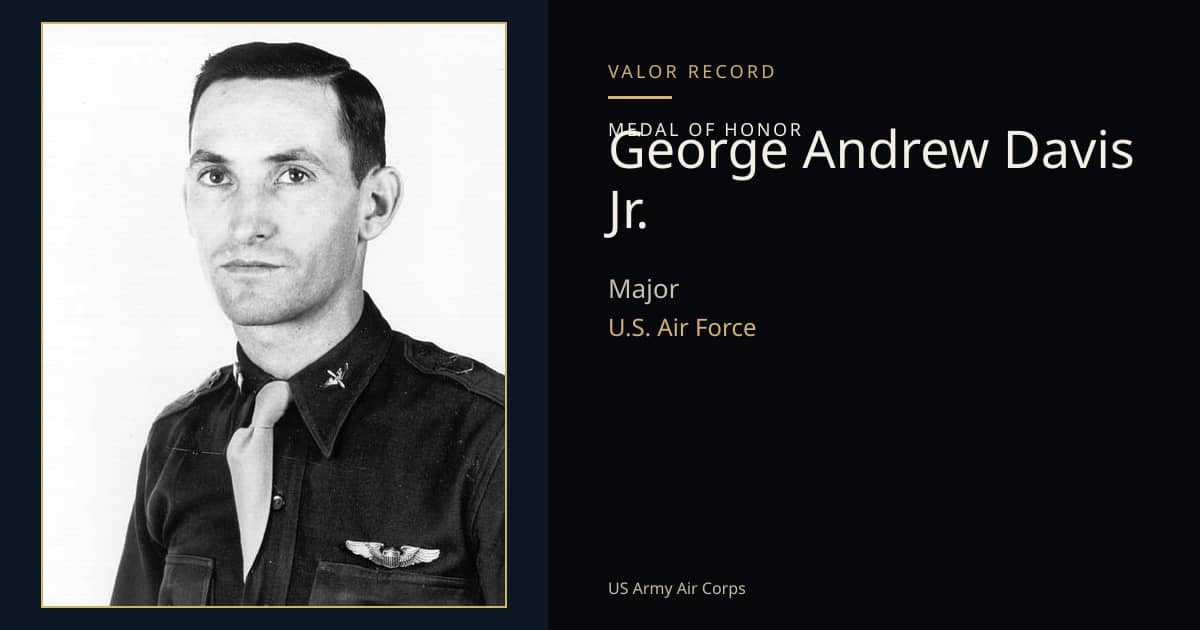 VALOR RECORD
MEDAL OF HONOR
George Andrew Davis
Jr.
Major
U.S. Air Force
US Army Air Corps